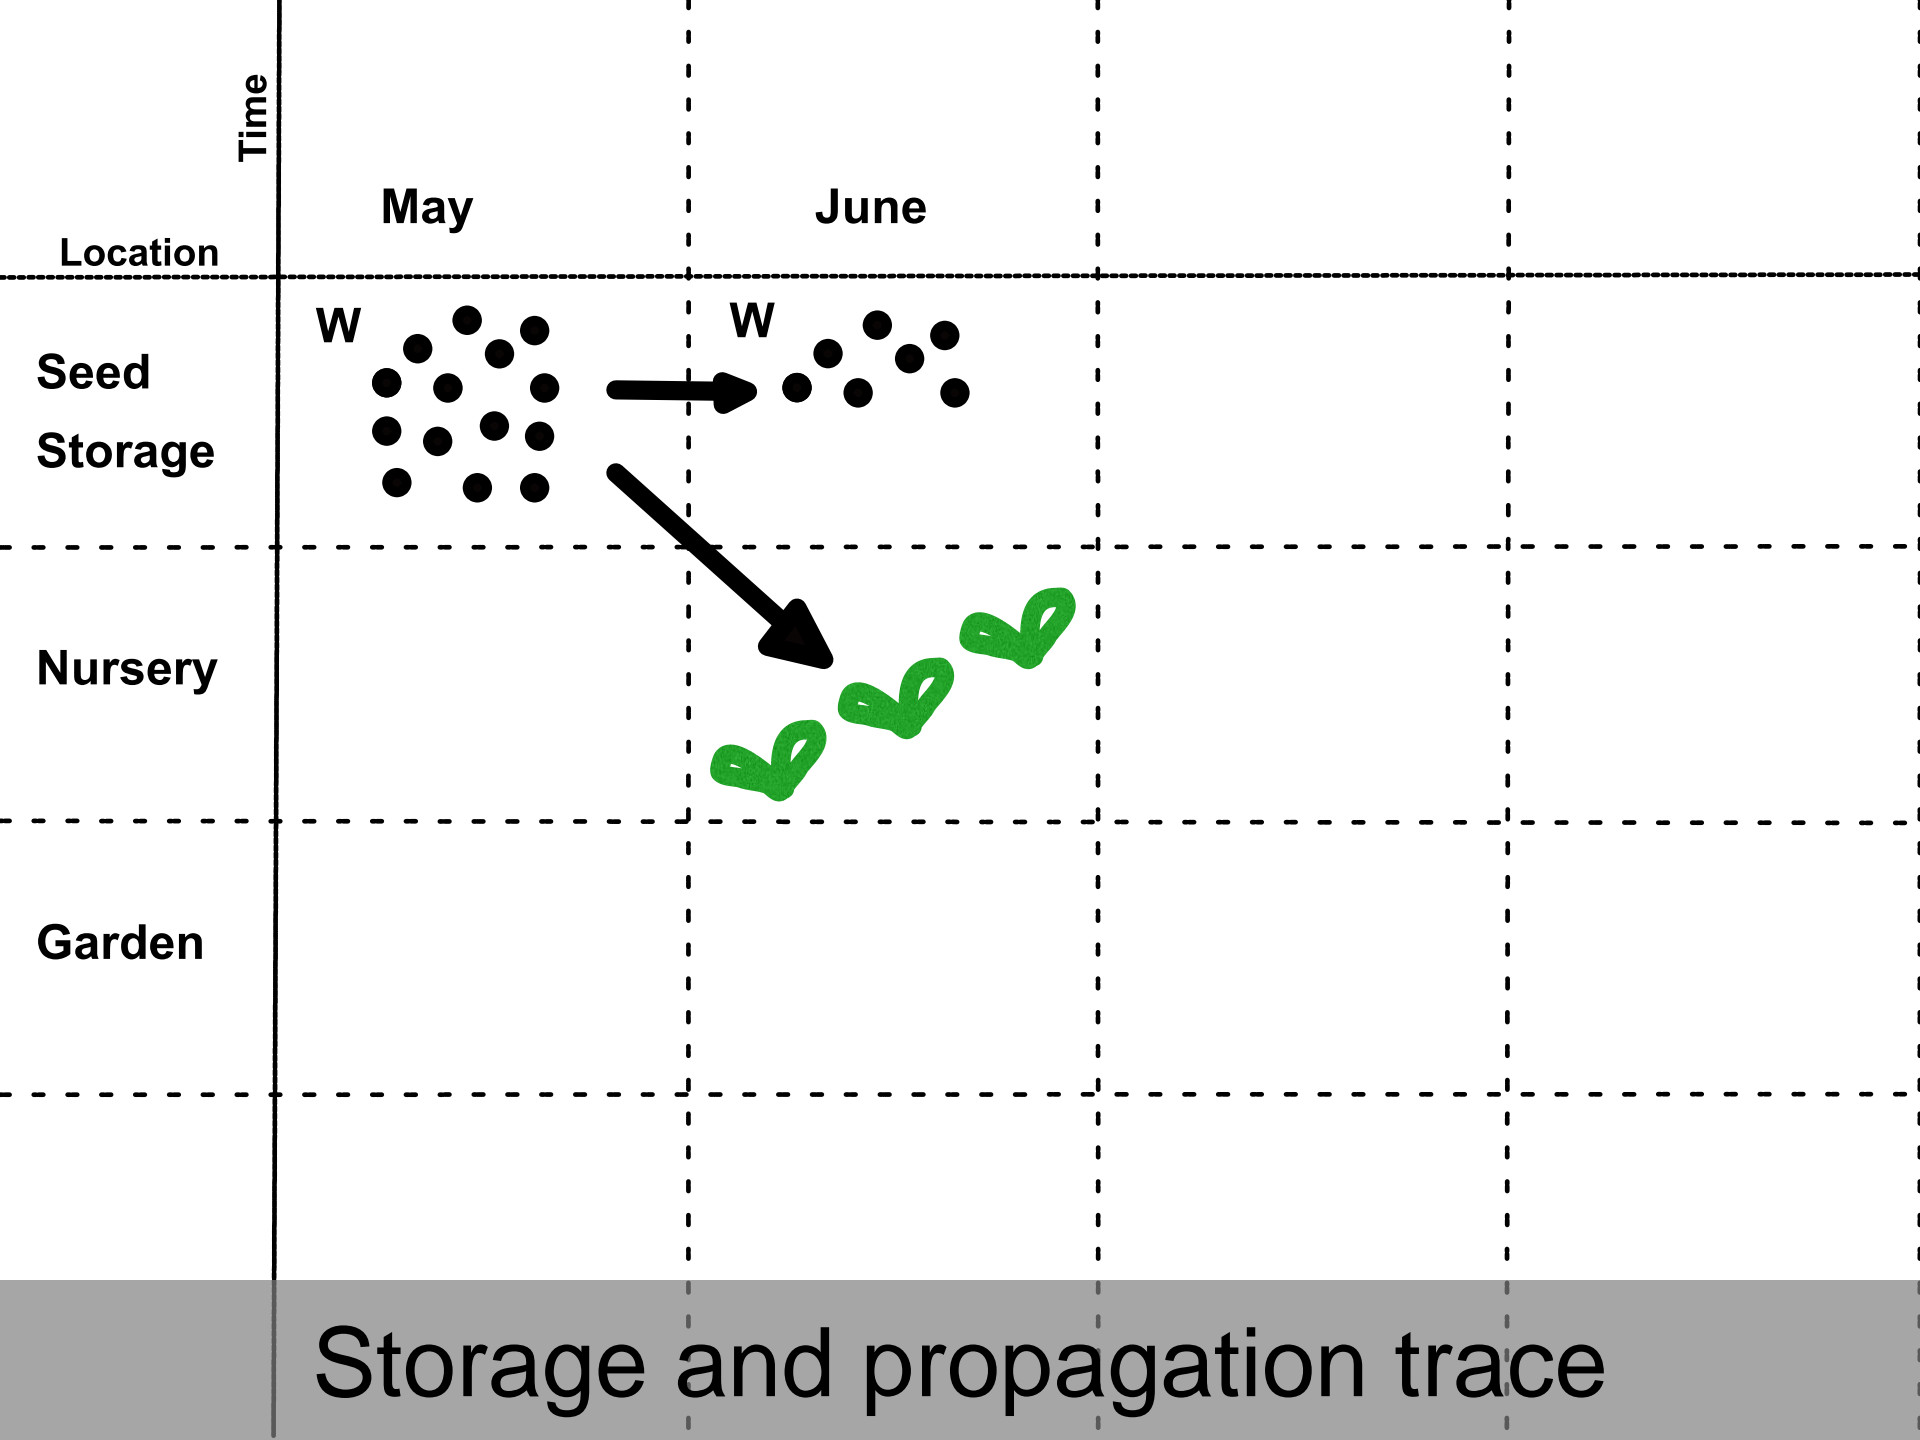 Time
May
June
Location
W
W
Seed
Storage
Nursery
Garden
Storage and propagation trace